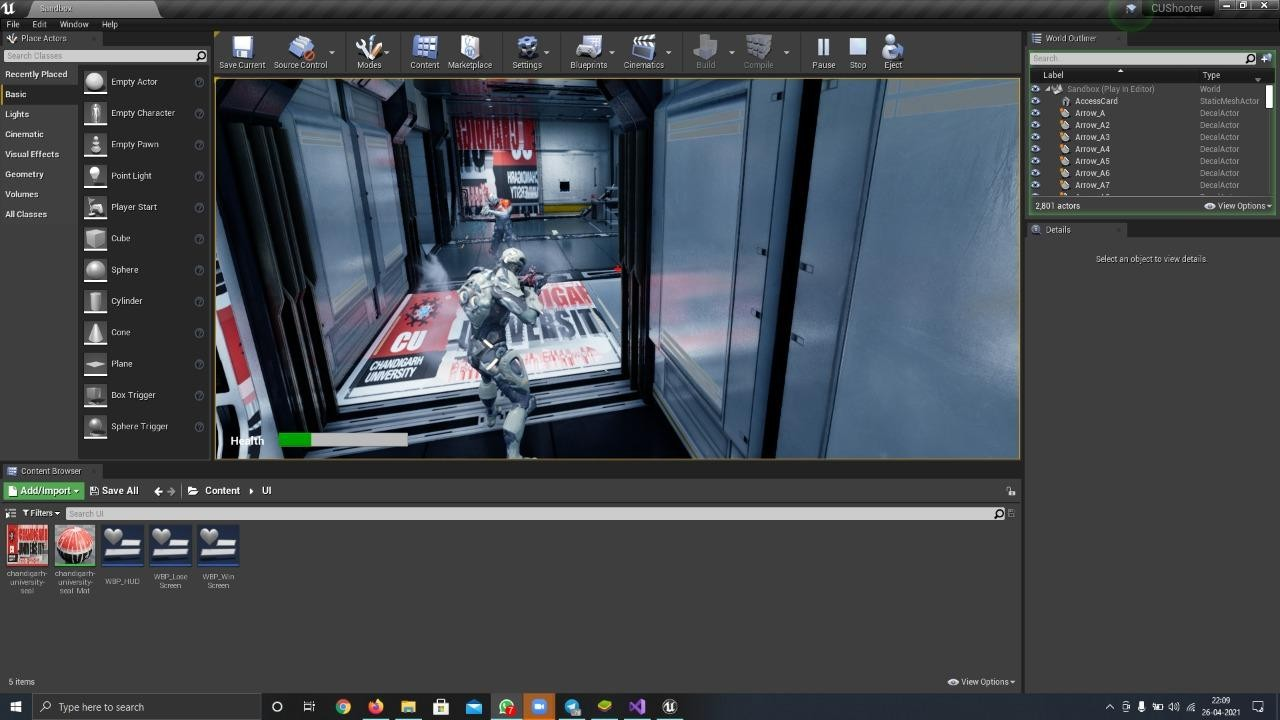 Sandbox
CUShooter
File Edit Window Help
Place Actors
Search Classes
Recently Placed
Basic
Lights
Cinematic
Visual Effects
Geometry
Volumes
All Classes
Empty Actor
Empty Character
Empty Pawn
Point Light
Player Start
Cube
Sphere
Cylinder
Cone
Plane
Box Trigger
Sphere Trigger
Save Current
Source Control
Modes
Content
Marketplace
Settings
Blueprints
Cinematics
Build
Compile
Pause
Stop
Eject
CU
CHANDIGARH
UNIVERSITY
Health
World Outliner
Search...
Label Type
Sandbox (Play In Editor) World
AccessCard StaticMeshActor
Arrow_A DecalActor
Arrow_A2 DecalActor
Arrow_A3 DecalActor
Arrow_A4 DecalActor
Arrow_A5 DecalActor
Arrow_A6 DecalActor
Arrow_A7 DecalActor
2,801 actors View Options
Details
Select an object to view details.
Content Browser
Add/Import Save All Content UI
Filters Search UI
chandigarh-
university-
seal
chandigarh-
university-
seal_Mat
WBP_HUD
WBP_Lose
Screen
WBP_Win
Screen
5 items View Options
Type here to search
7
22:09
26-04-2021